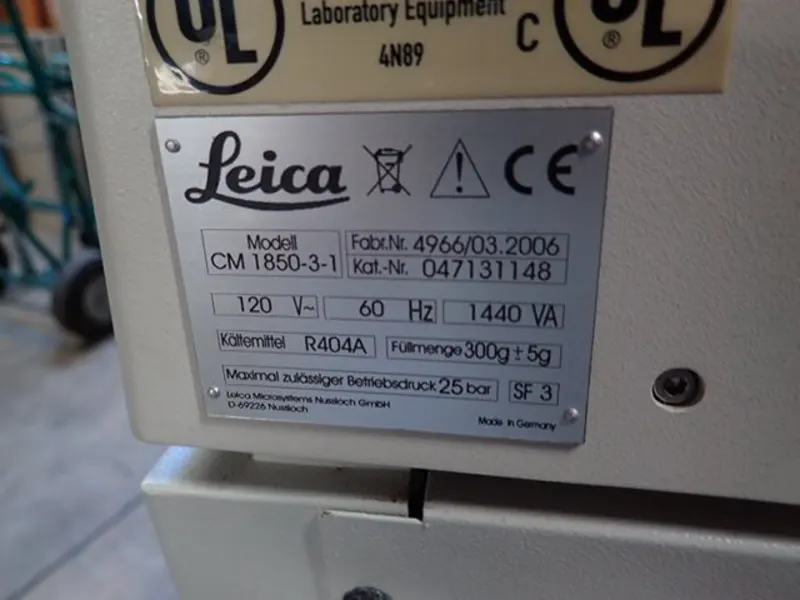 UL
®
Laboratory Equipment
4N89
C
UL
®
Leica
CE
Modell
CM 1850-3-1
Fabr.Nr. 4966/03.2006
Kat.-Nr. 047131148
120 V~
60 Hz
1440 VA
Kältemittel R404A
Füllmenge 300g±5g
Maximal zulässiger Betriebsdruck 25 bar
SF 3
Leica Microsystems Nussloch GmbH
D-69226 Nussloch
Made in Germany